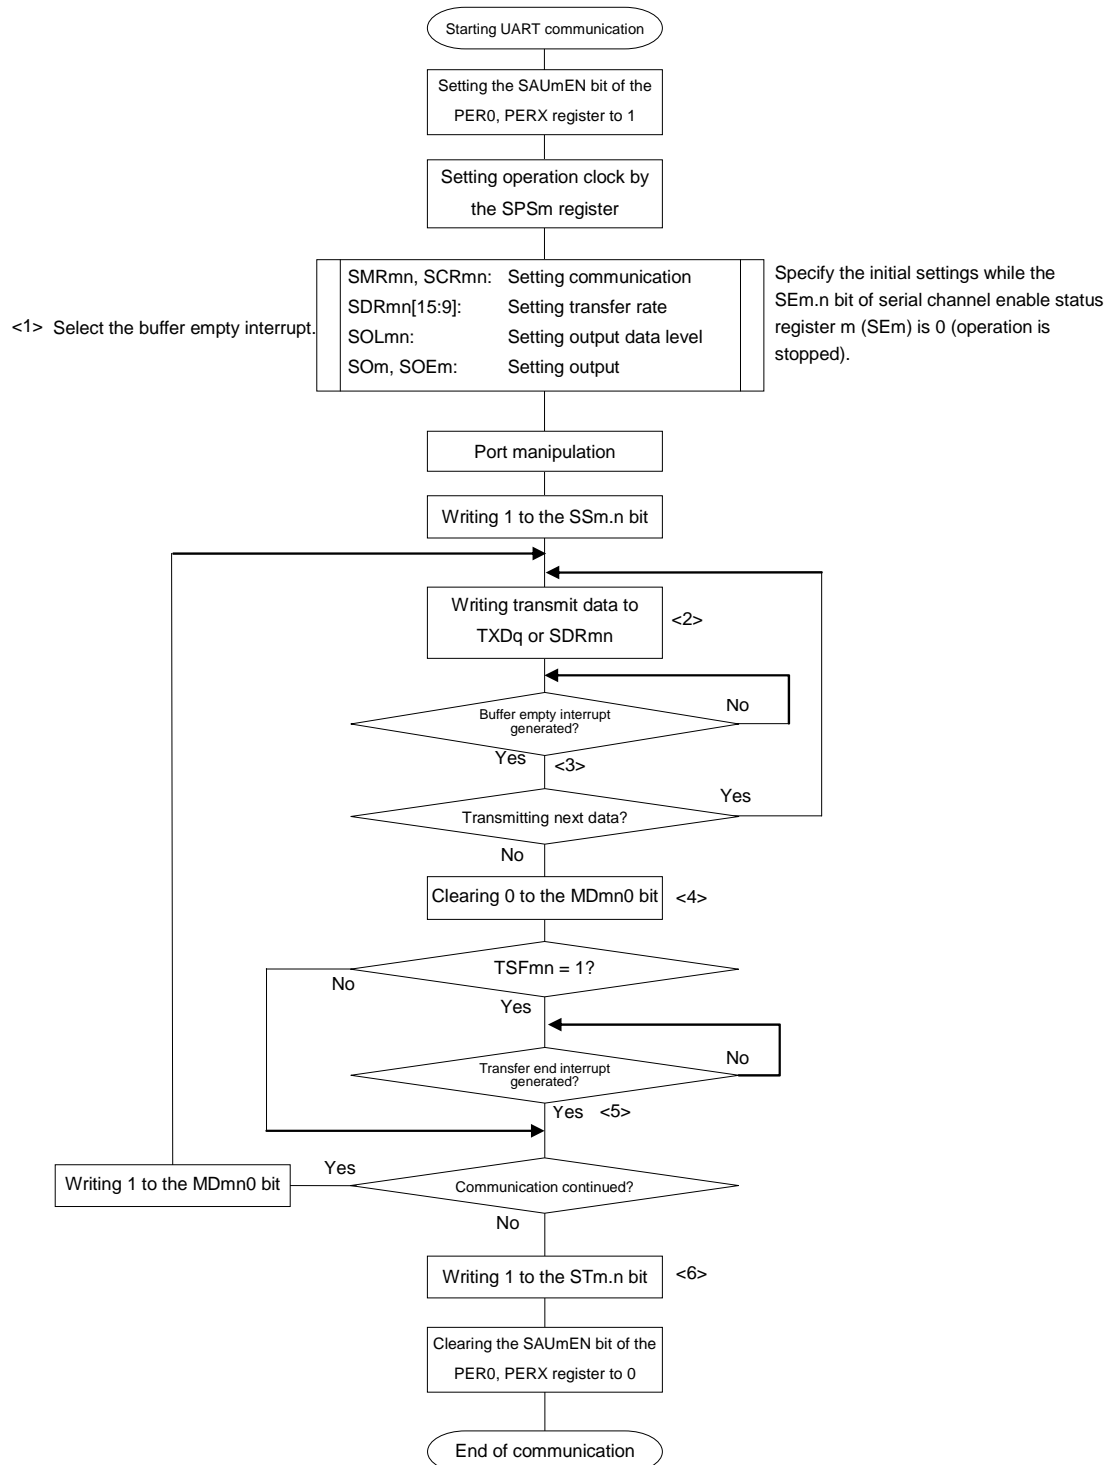 Starting UART communication
Setting the SAUmEN bit of the
PER0, PERX register to 1
Setting operation clock by
the SPSm register
<1> Select the buffer empty interrupt.
SMRmn, SCRmn: Setting communication
SDRmn[15:9]: Setting transfer rate
SOLmn: Setting output data level
SOm, SOEm: Setting output
Specify the initial settings while the
SEm.n bit of serial channel enable status
register m (SEm) is 0 (operation is
stopped).
Port manipulation
Writing 1 to the SSm.n bit
Writing transmit data to
TXDq or SDRmn
<2>
Buffer empty interrupt
generated?
No
Yes
<3>
Transmitting next data?
Yes
No
Clearing 0 to the MDmn0 bit
<4>
TSFmn = 1?
No
Yes
Transfer end interrupt
generated?
No
Yes <5>
Communication continued?
Yes
Writing 1 to the MDmn0 bit
No
Writing 1 to the STm.n bit
<6>
Clearing the SAUmEN bit of the
PER0, PERX register to 0
End of communication